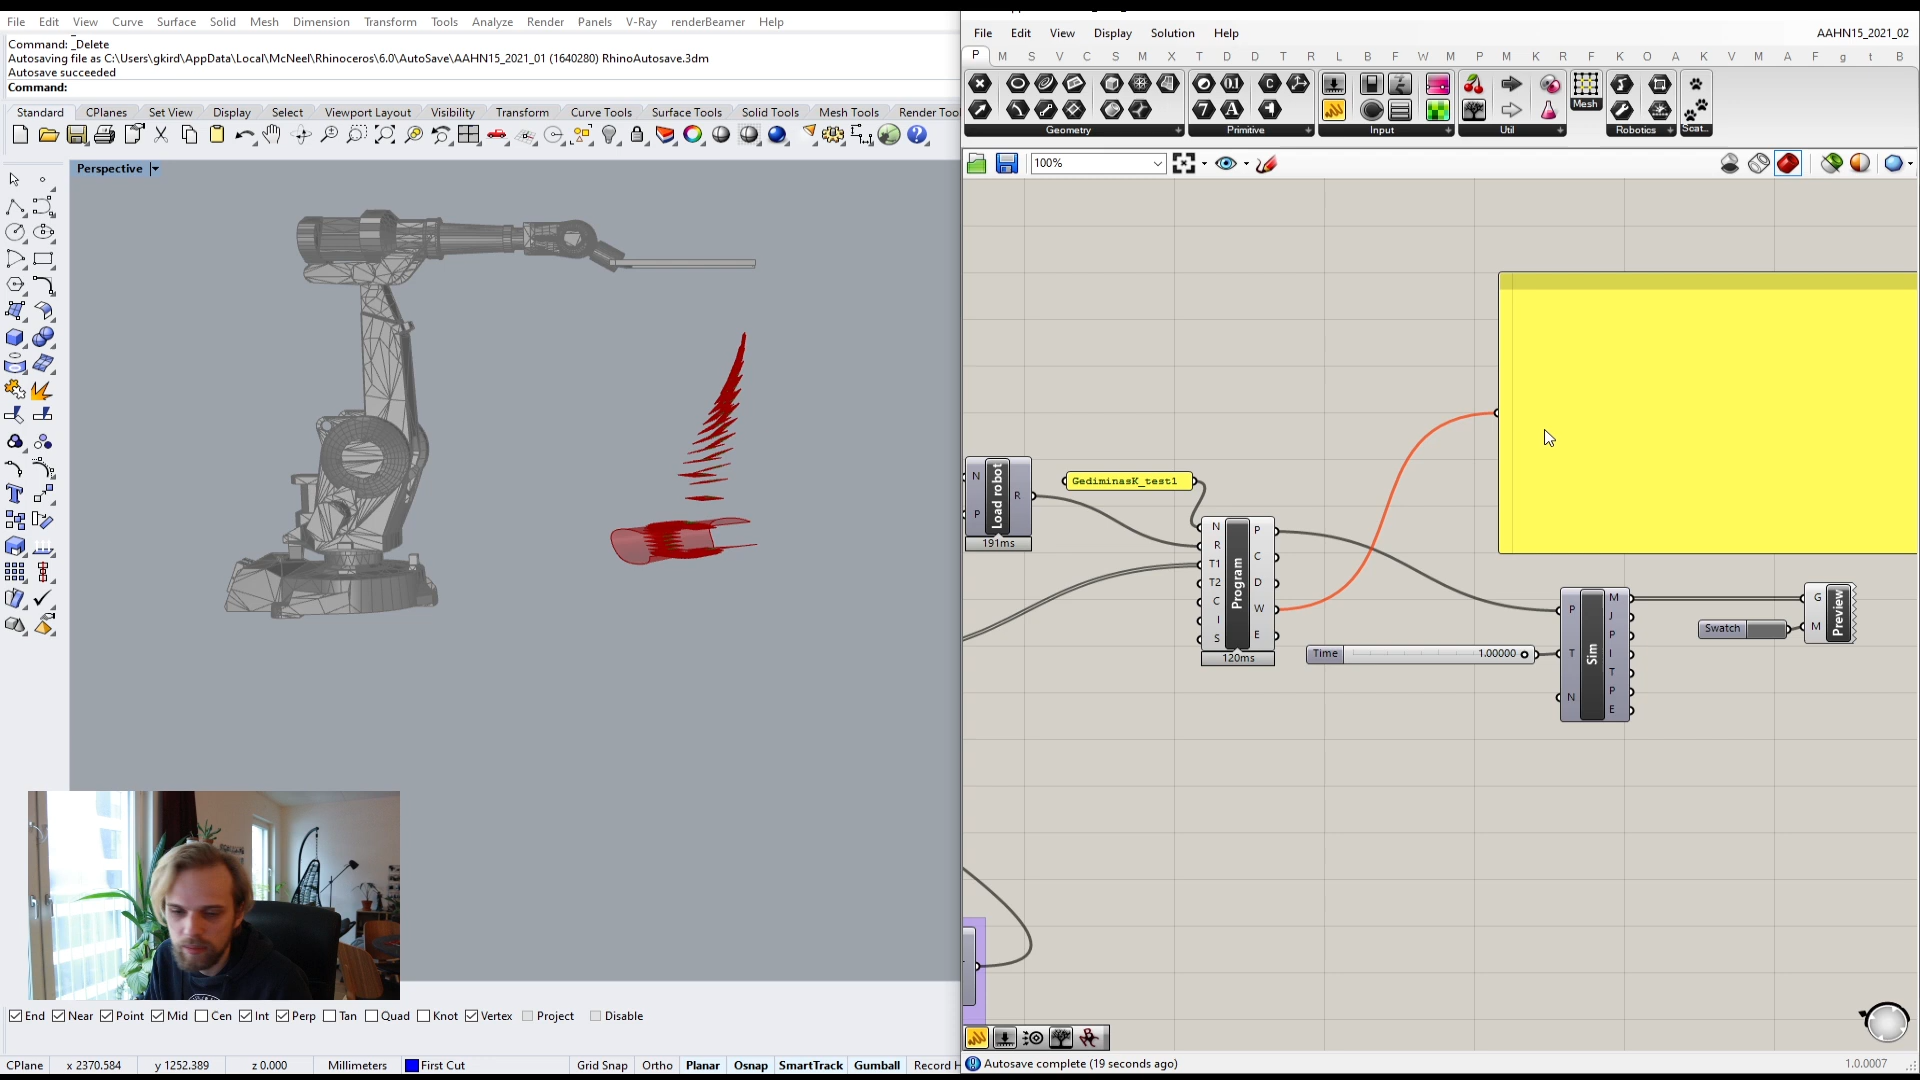 File Edit View Curve Surface Solid Mesh Dimension Transform Tools Analyze Render Panels V-Ray renderBeamer Help
Command: _Delete
Autosaving file as C:\Users\gkird\AppData\Local\McNeel\Rhinoceros\6.0\AutoSave\AAHN15_2021_01 (1640280) RhinoAutosave.3dm
Autosave succeeded
Command:
Standard CPlanes Set View Display Select Viewport Layout Visibility Transform Curve Tools Surface Tools Solid Tools Mesh Tools Render Too
Perspective
End Near Point Mid Cen Int Perp Tan Quad Knot Vertex Project Disable
CPlane x 2370.584 y 1252.389 z 0.000 Millimeters First Cut Grid Snap Ortho Planar Osnap SmartTrack Gumball Record H
File Edit View Display Solution Help AAHN15_2021_02
P M S V C S M X T D D T R L B F W M P M R F K O A K V M A F g t B
Geometry Primitive Input Util Mesh Robotics Scat...
100%
N P Load robot R
191ms
GediminasK_test1
N R T1 T2 C I S Program P C D W E
120ms
Time 1.00000
P T N Sim M J P I T P E
Swatch
G M Preview
Autosave complete (19 seconds ago) 1.0.0007